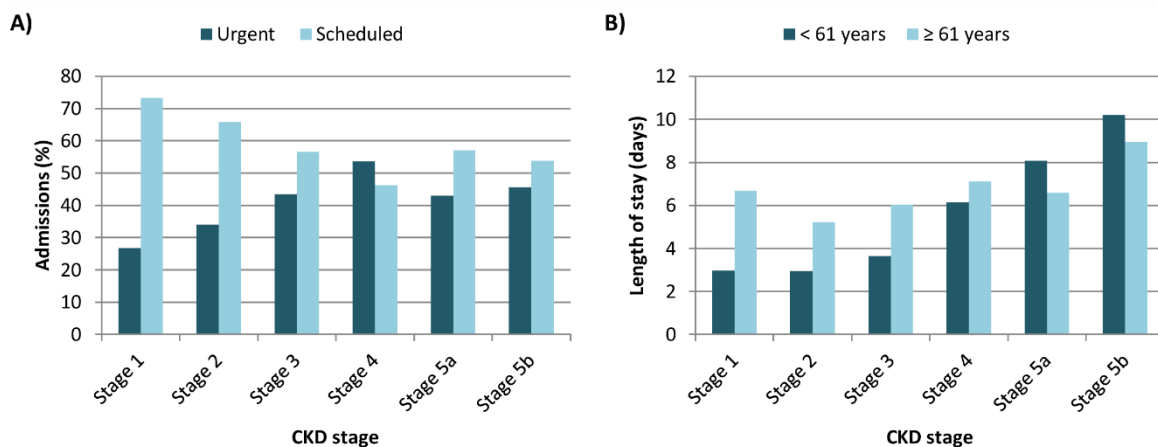 A)
Urgent Scheduled
80
70
60
50
40
30
20
10
0
Admissions (%)
Stage 1 Stage 2 Stage 3 Stage 4 Stage 5a Stage 5b
CKD stage
B)
< 61 years ≥ 61 years
12
10
8
6
4
2
0
Length of stay (days)
Stage 1 Stage 2 Stage 3 Stage 4 Stage 5a Stage 5b
CKD stage